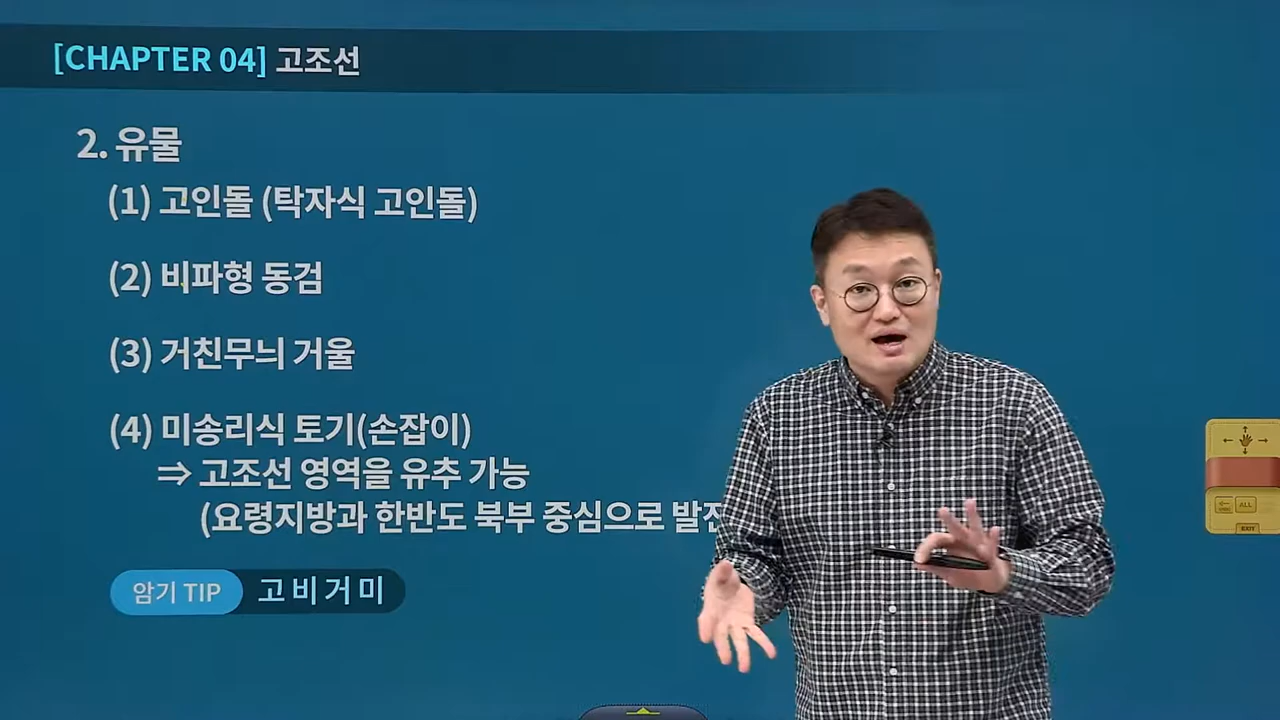 [CHAPTER 04] 고조선
2. 유물
(1) 고인돌 (탁자식 고인돌)
(2) 비파형 동검
(3) 거친무늬 거울
(4) 미송리식 토기(손잡이)
⇒ 고조선 영역을 유추 가능
(요령지방과 한반도 북부 중심으로 발전
암기 TIP 고 비 거 미
ALL
EXIT